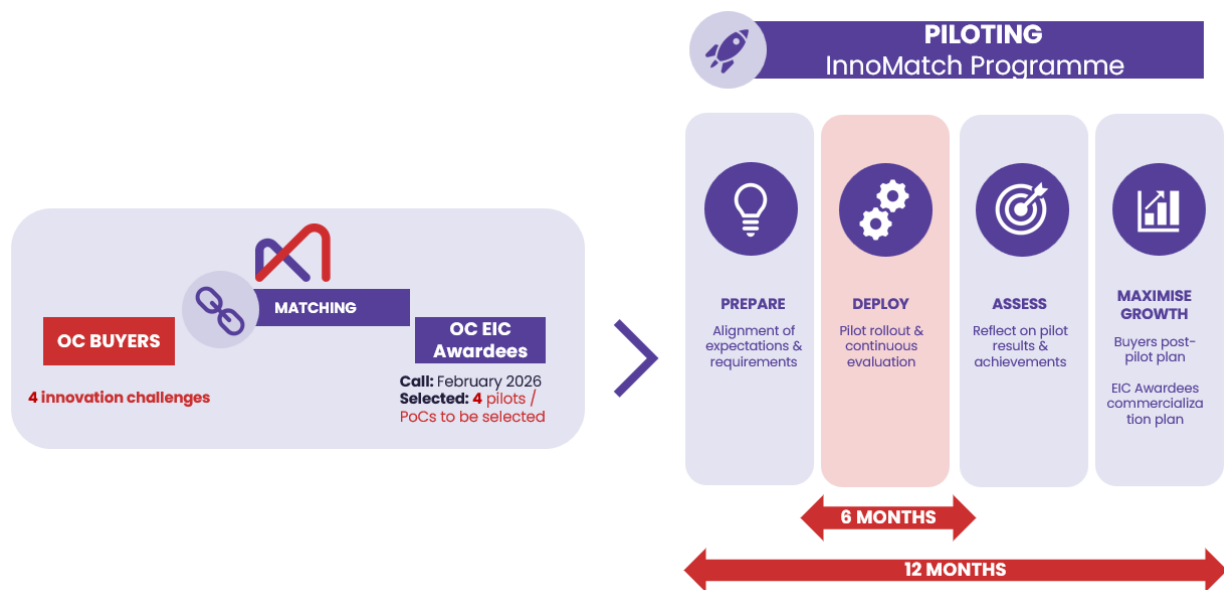 PILOTING
InnoMatch Programme
MATCHING
OC BUYERS
4 innovation challenges
OC EIC
Awardees
Call: February 2026
Selected: 4 pilots /
PoCs to be selected
PREPARE
Alignment of
expectations &
requirements
DEPLOY
Pilot rollout &
continuous
evaluation
ASSESS
Reflect on pilot
results &
achievements
MAXIMISE
GROWTH
Buyers post-
pilot plan
EIC Awardees
commercializa
tion plan
6 MONTHS
12 MONTHS